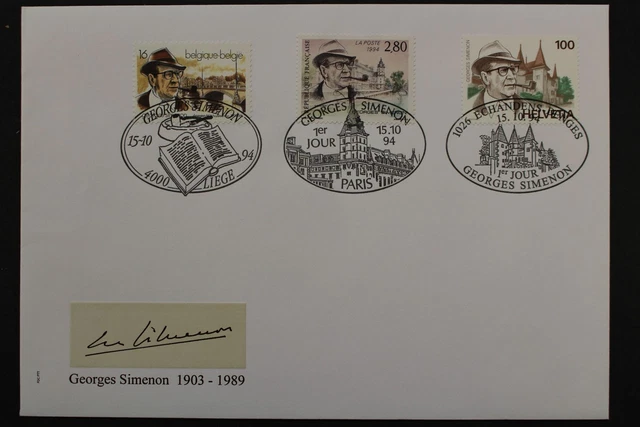 16 belgique-belgië
RÉPUBLIQUE FRANÇAISE
LA POSTE
1994
2,80
100
HELVETIA
GEORGES SIMENON
15-10
94
4000 LIEGE
GEORGES SIMENON
1er
JOUR
15.10
94
PARIS
1026 ECHANDENS
15.10.94
1er JOUR
GEORGES SIMENON
Simenon
Georges Simenon 1903 - 1989